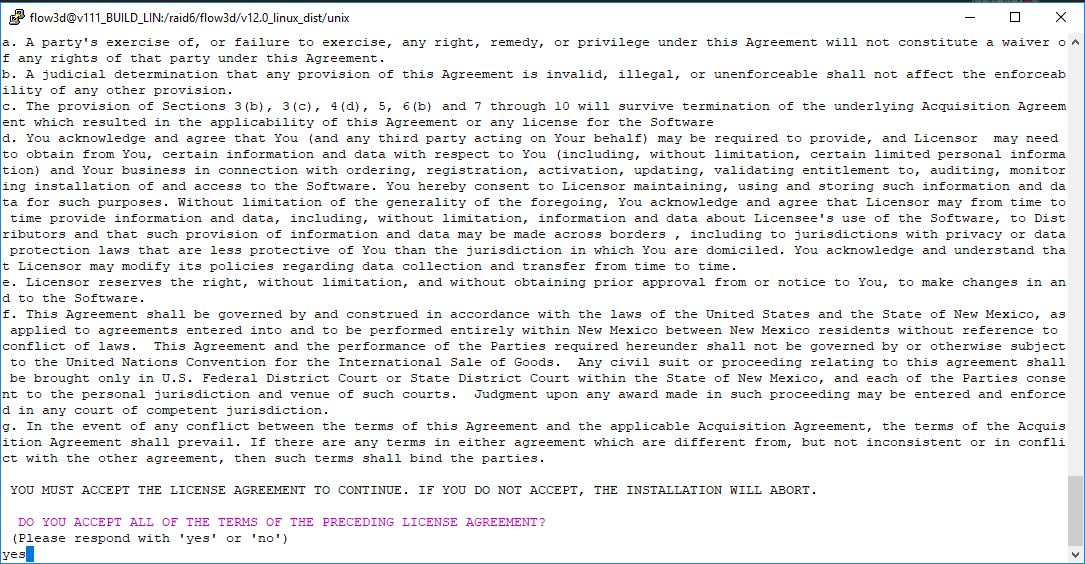 flow3d@v111_BUILD_LIN:/raid6/flow3d/v12.0_linux_dist/unix
a. A party's exercise of, or failure to exercise, any right, remedy, or privilege under this Agreement will not constitute a waiver o
f any rights of that party under this Agreement.
b. A judicial determination that any provision of this Agreement is invalid, illegal, or unenforceable shall not affect the enforceab
ility of any other provision.
c. The provision of Sections 3(b), 3(c), 4(d), 5, 6(b) and 7 through 10 will survive termination of the underlying Acquisition Agreem
ent which resulted in the applicability of this Agreement or any license for the Software
d. You acknowledge and agree that You (and any third party acting on Your behalf) may be required to provide, and Licensor  may need
to obtain from You, certain information and data with respect to You (including, without limitation, certain limited personal informa
tion) and Your business in connection with ordering, registration, activation, updating, validating entitlement to, auditing, monitor
ing installation of and access to the Software. You hereby consent to Licensor maintaining, using and storing such information and da
ta for such purposes. Without limitation of the generality of the foregoing, You acknowledge and agree that Licensor may from time to
 time provide information and data, including, without limitation, information and data about Licensee's use of the Software, to Dist
ributors and that such provision of information and data may be made across borders , including to jurisdictions with privacy or data
 protection laws that are less protective of You than the jurisdiction in which You are domiciled. You acknowledge and understand tha
t Licensor may modify its policies regarding data collection and transfer from time to time.
e. Licensor reserves the right, without limitation, and without obtaining prior approval from or notice to You, to make changes in an
d to the Software.
f. This Agreement shall be governed by and construed in accordance with the laws of the United States and the State of New Mexico, as
 applied to agreements entered into and to be performed entirely within New Mexico between New Mexico residents without reference to
conflict of laws.  This Agreement and the performance of the Parties required hereunder shall not be governed by or otherwise subject
 to the United Nations Convention for the International Sale of Goods.  Any civil suit or proceeding relating to this agreement shall
 be brought only in U.S. Federal District Court or State District Court within the State of New Mexico, and each of the Parties conse
nt to the personal jurisdiction and venue of such courts.  Judgment upon any award made in such proceeding may be entered and enforce
d in any court of competent jurisdiction.
g. In the event of any conflict between the terms of this Agreement and the applicable Acquisition Agreement, the terms of the Acquis
ition Agreement shall prevail. If there are any terms in either agreement which are different from, but not inconsistent or in confli
ct with the other agreement, then such terms shall bind the parties.
YOU MUST ACCEPT THE LICENSE AGREEMENT TO CONTINUE. IF YOU DO NOT ACCEPT, THE INSTALLATION WILL ABORT.
DO YOU ACCEPT ALL OF THE TERMS OF THE PRECEDING LICENSE AGREEMENT?
(Please respond with 'yes' or 'no')
yes